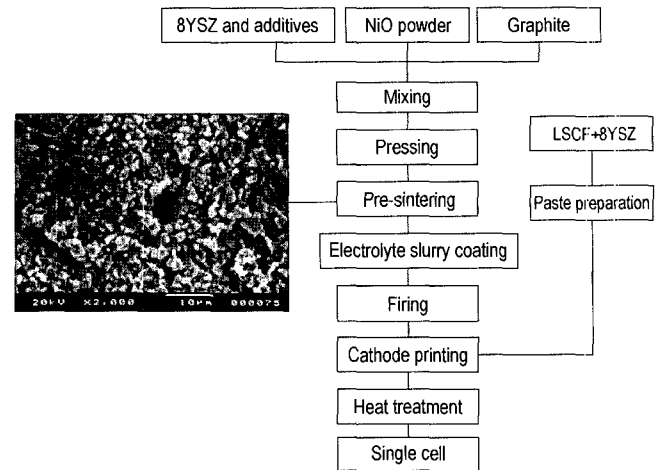 8YSZ and additives
NiO powder
Graphite
Mixing
Pressing
LSCF+8YSZ
Pre-sintering
Paste preparation
Electrolyte slurry coating
Firing
20kV X2,000 10μm 000075
Cathode printing
Heat treatment
Single cell